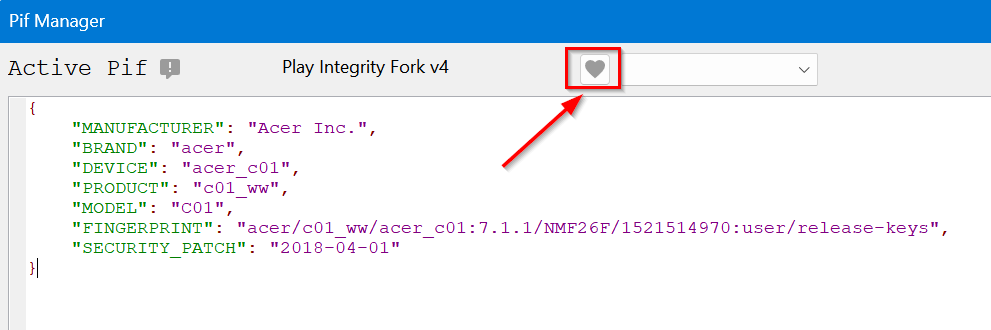 Pif Manager
Active Pif
Play Integrity Fork v4
{
    "MANUFACTURER": "Acer Inc.",
    "BRAND": "acer",
    "DEVICE": "acer_c01",
    "PRODUCT": "c01_ww",
    "MODEL": "C01",
    "FINGERPRINT": "acer/c01_ww/acer_c01:7.1.1/NMF26F/1521514970:user/release-keys",
    "SECURITY_PATCH": "2018-04-01"
}